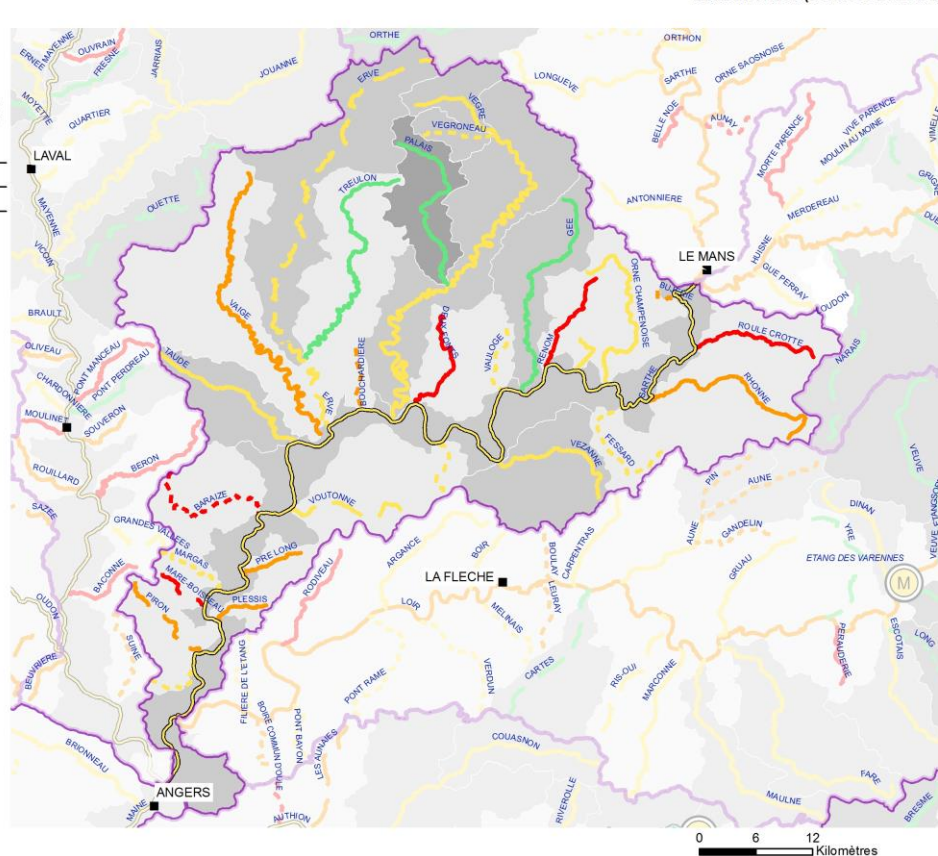 ORTHE
ERNEE
MAYENNE
OUVRAIN
FRESNE
JARRIAIS
JOUANNE
ERVE
LONGUEVE
ORTHON
SARTHE
ORNE SAOSNOISE
MOYETTE
QUARTIER
VEGRE
VEGRONEAU
BELLE NOE
AUNAY
MORTE PARENCE
VIVE PARENCE
MOULIN AU MOINE
LAVAL
PALAIS
TREULON
OUETTE
MAYENNE
VICOIN
GEE
ANTONNIERE
MERDEREAU
HUISNE
LE MANS
GUE PERRAY
ORNE CHAMPENOISE
ROULE CROTTE
NARAIS
BRAULT
OLIVEAU
PONT MANCEAU
PONT PERDREAU
CHARDONNIERE
TAUDE
VAIGE
BOUCHARDIERE
DEUX FONTS
VAULOGE
RENOM
SARTHE
RHONNE
ERVE
MOULINET
SOUVERON
ROUILLARD
BERON
BARAIZE
VEZANNE
FESSARD
VEUVE
PIN
AUNE
AUNE
SAZEE
GRANDES VALLEES
VOUTONNE
MARGAS
PRE LONG
ARGANCE
BOIR
BOULAY
CARPENTRAS
GANDELIN
DINAN
YRE
ETANG DES VARENNES
BACONNE
MARE-BOISSEAU
PLESSIS
PIRON
RODIVEAU
LA FLECHE
LEURAY
GRUAU
M
OUDON
SUINE
LOIR
MELINAIS
PERAUDERIE
ESCOTAIS
LONG
BEUVRIERE
FILIERE DE L'ETANG
PONT RAME
VERDUN
CARTES
RIS-OUI
MARCONNE
BRIONNEAU
PONT BAYON
LES AUNAIES
COUASNON
FARE
ANGERS
MAINE
AUTHION
RIVEROLLE
MAULNE
BRESME
0 6 12
Kilomètres